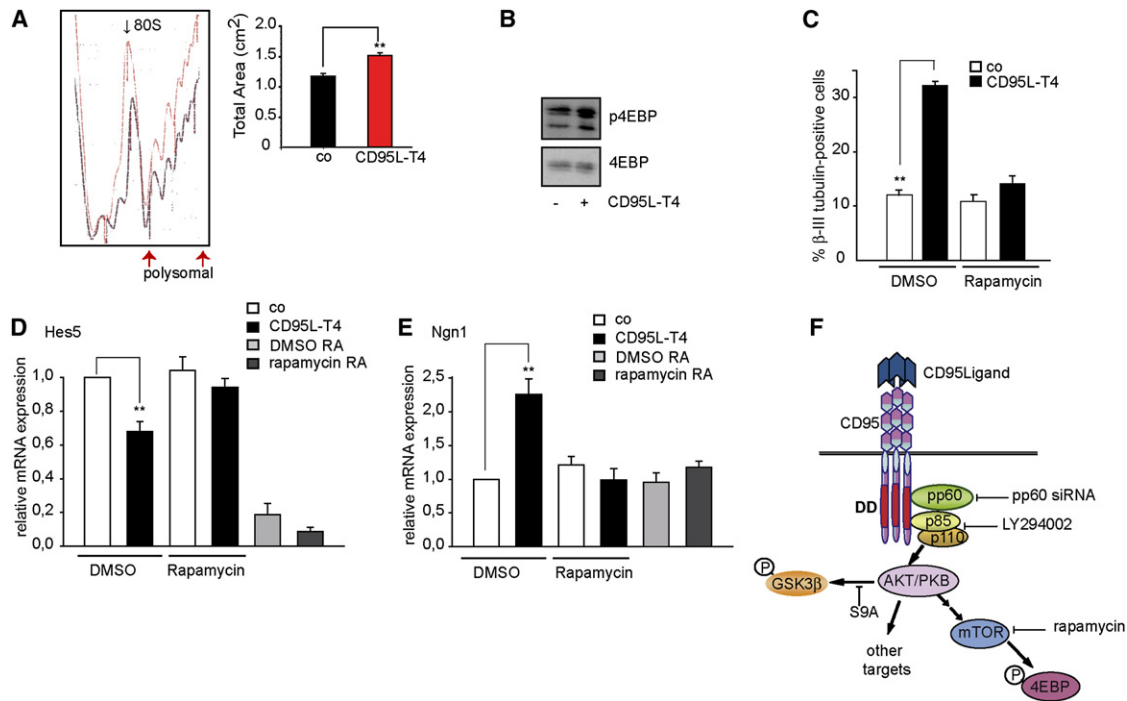 A
↓ 80S
polysomal
Total Area (cm2)
2.0
1.5
1.0
0.5
0
**
co
CD95L-T4
B
p4EBP
4EBP
- + CD95L-T4
C
co
CD95L-T4
% β-III tubulin-positive cells
30
20
10
0
**
DMSO
Rapamycin
D
Hes5
co
CD95L-T4
DMSO RA
rapamycin RA
relative mRNA expression
1,0
0,8
0,6
0,4
0,2
0,0
**
DMSO
Rapamycin
E
Ngn1
co
CD95L-T4
DMSO RA
rapamycin RA
relative mRNA expression
2,5
2,0
1,5
1,0
0,5
0,0
**
DMSO
Rapamycin
F
CD95Ligand
CD95
DD
pp60
pp60 siRNA
p85
LY294002
p110
P
GSK3β
AKT/PKB
S9A
mTOR
rapamycin
other
targets
P
4EBP